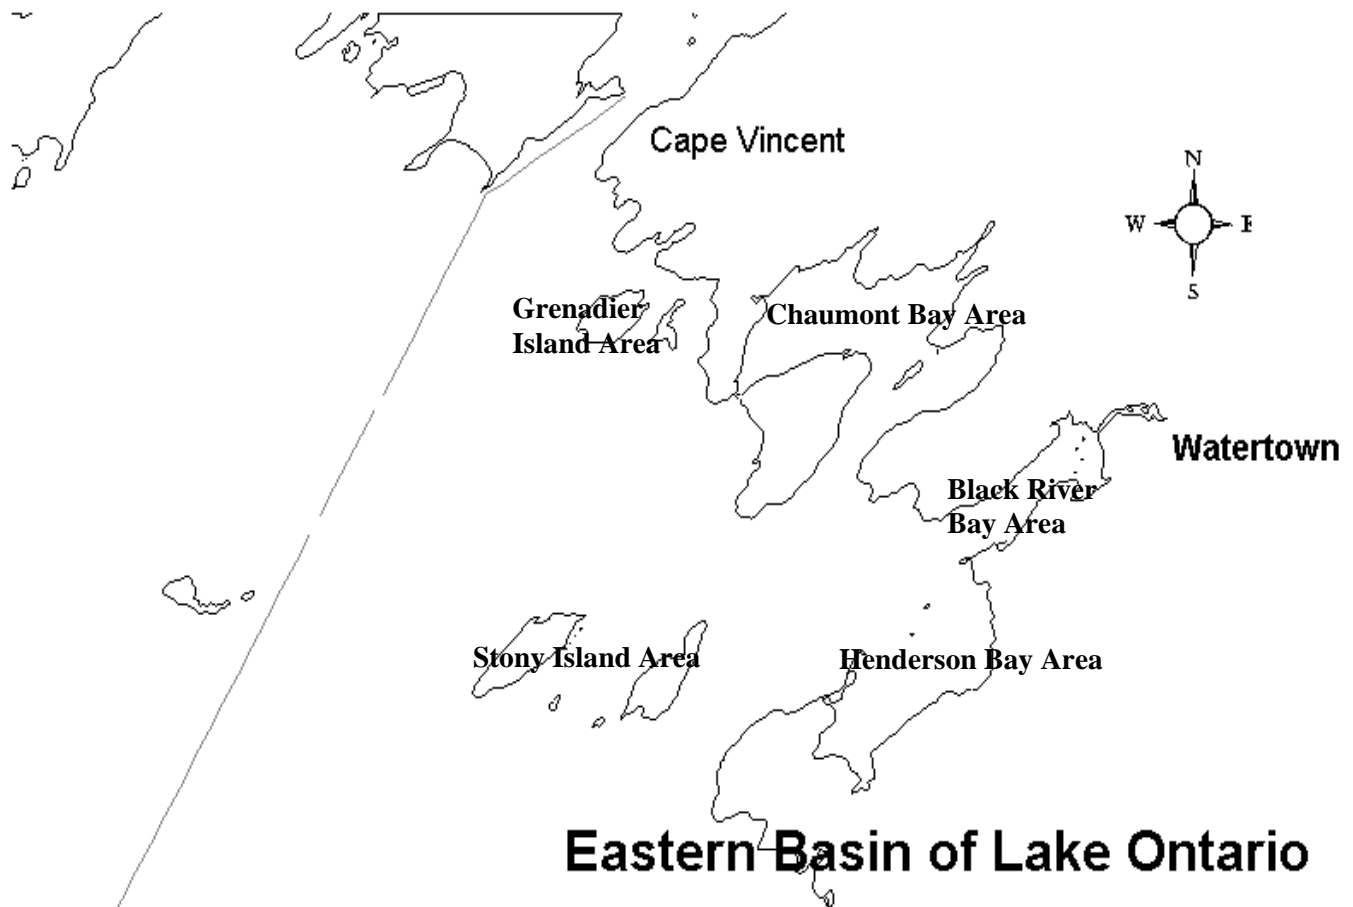 Cape Vincent
N
W E
S
Grenadier
Island Area
Chaumont Bay Area
Watertown
Black River
Bay Area
Stony Island Area
Henderson Bay Area
Eastern Basin of Lake Ontario